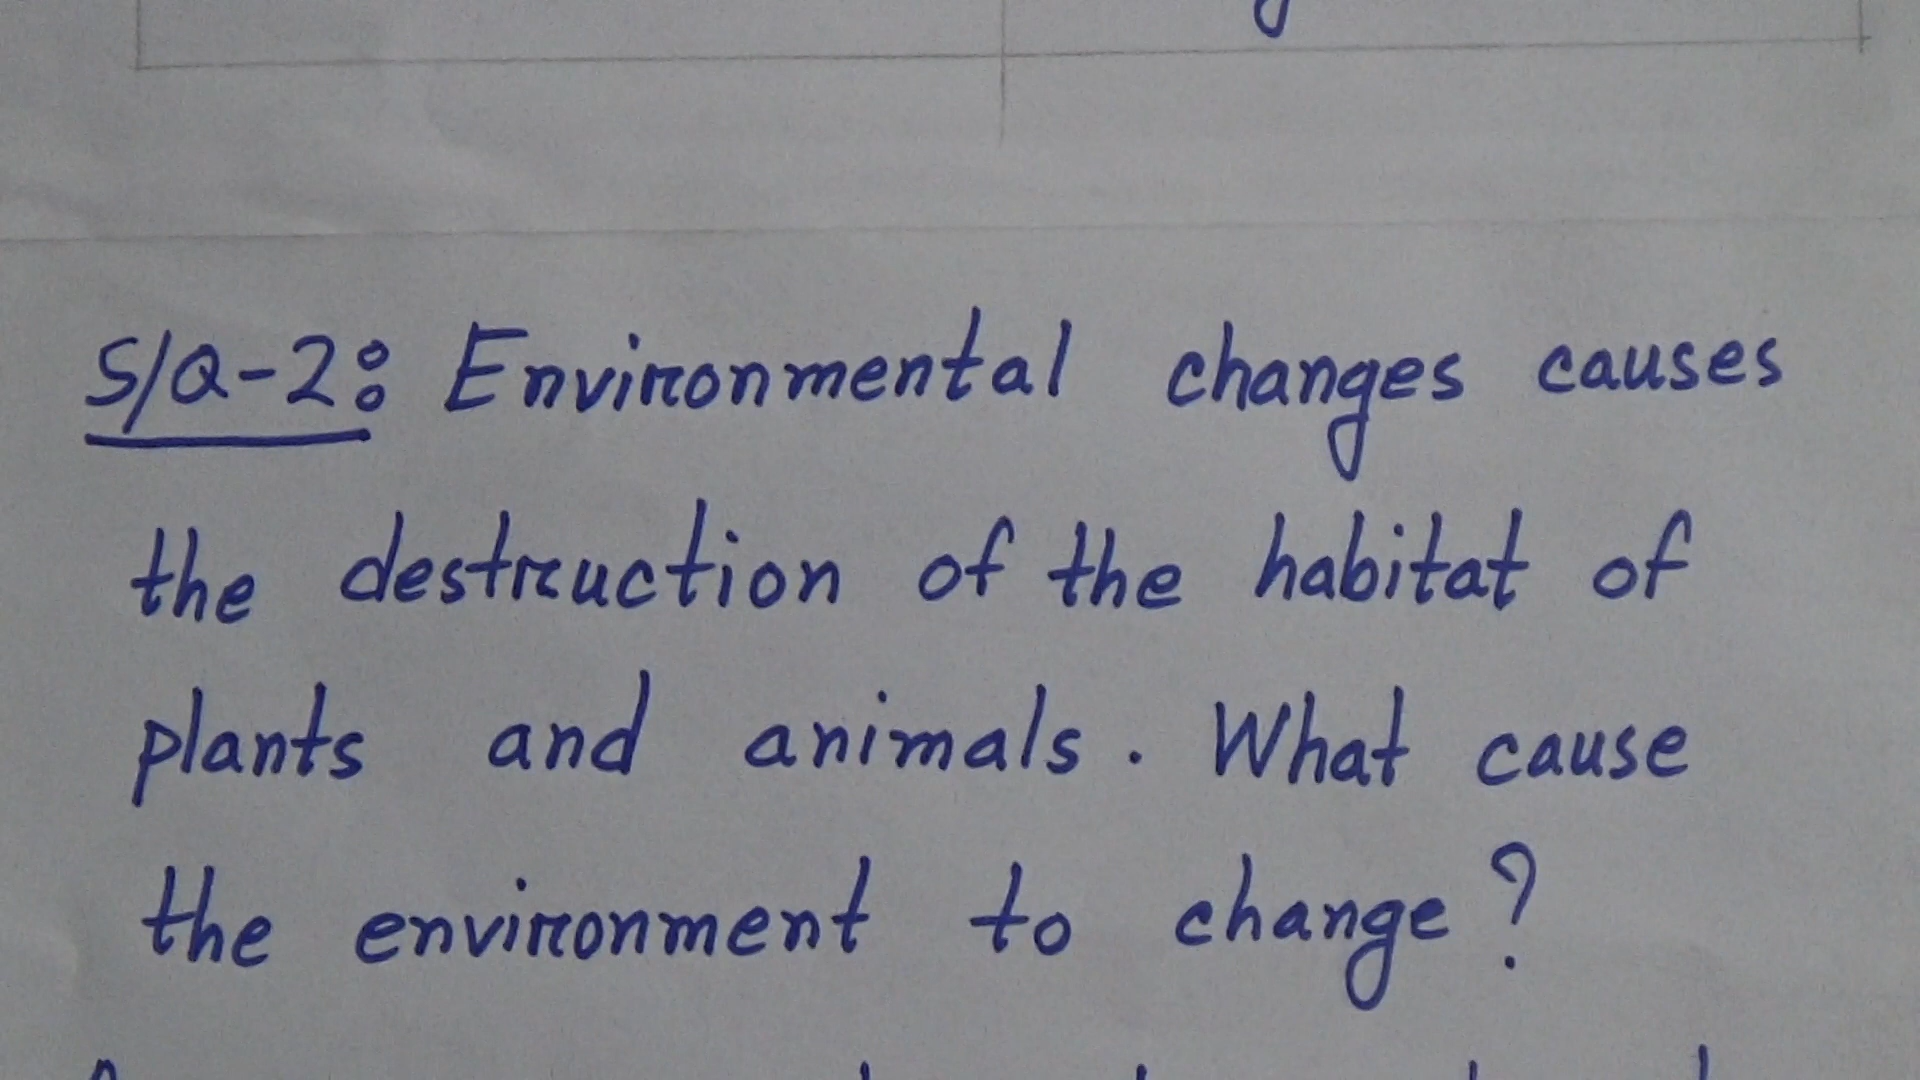 S/Q-2: Environmental changes causes
the destruction of the habitat of
plants and animals. What cause
the environment to change?